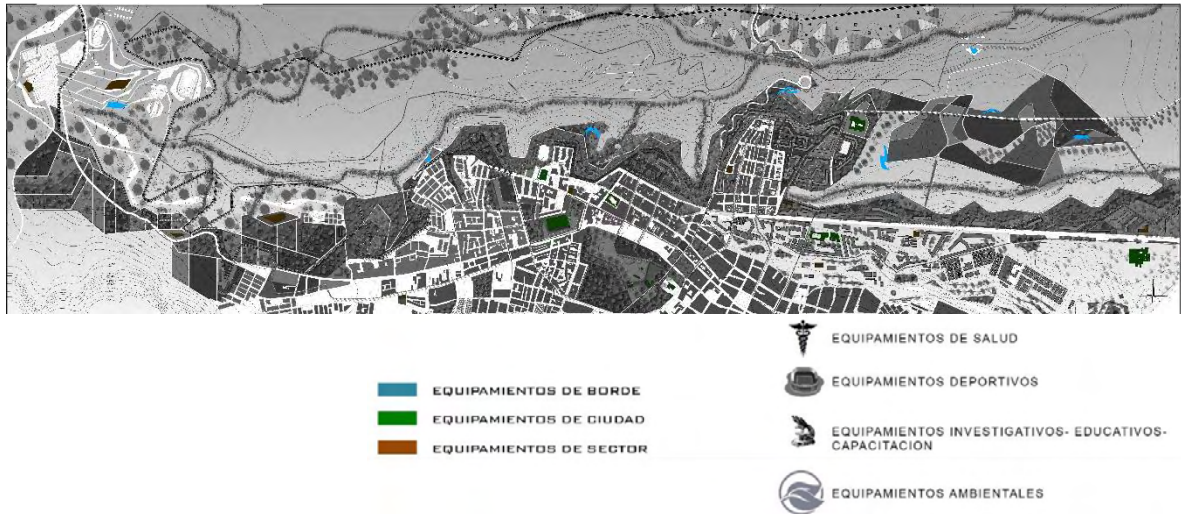 EQUIPAMIENTOS DE BORDE
EQUIPAMIENTOS DE CIUDAD
EQUIPAMIENTOS DE SECTOR
EQUIPAMIENTOS DE SALUD
EQUIPAMIENTOS DEPORTIVOS
EQUIPAMIENTOS INVESTIGATIVOS- EDUCATIVOS-
CAPACITACION
EQUIPAMIENTOS AMBIENTALES